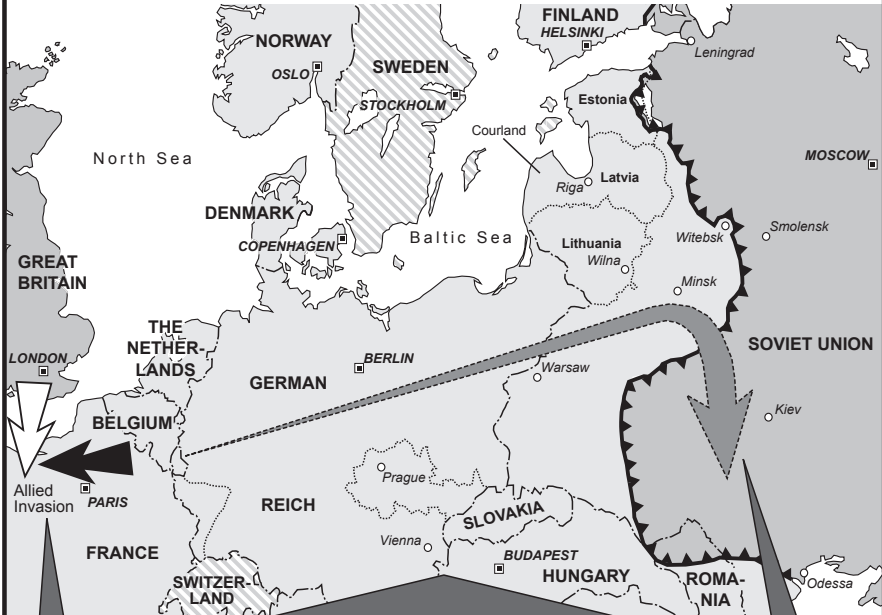 FINLAND
HELSINKI
NORWAY
OSLO
SWEDEN
STOCKHOLM
Leningrad
Estonia
Courland
North Sea
MOSCOW
Riga
Latvia
DENMARK
COPENHAGEN
Baltic Sea
Lithuania
Wilna
Witebsk
Smolensk
GREAT
BRITAIN
Minsk
THE
NETHER-
LANDS
LONDON
BERLIN
GERMAN
Warsaw
SOVIET UNION
BELGIUM
Kiev
Allied
Invasion
PARIS
Prague
REICH
SLOVAKIA
Vienna
FRANCE
BUDAPEST
HUNGARY
SWITZER-
LAND
ROMA-
NIA
Odessa